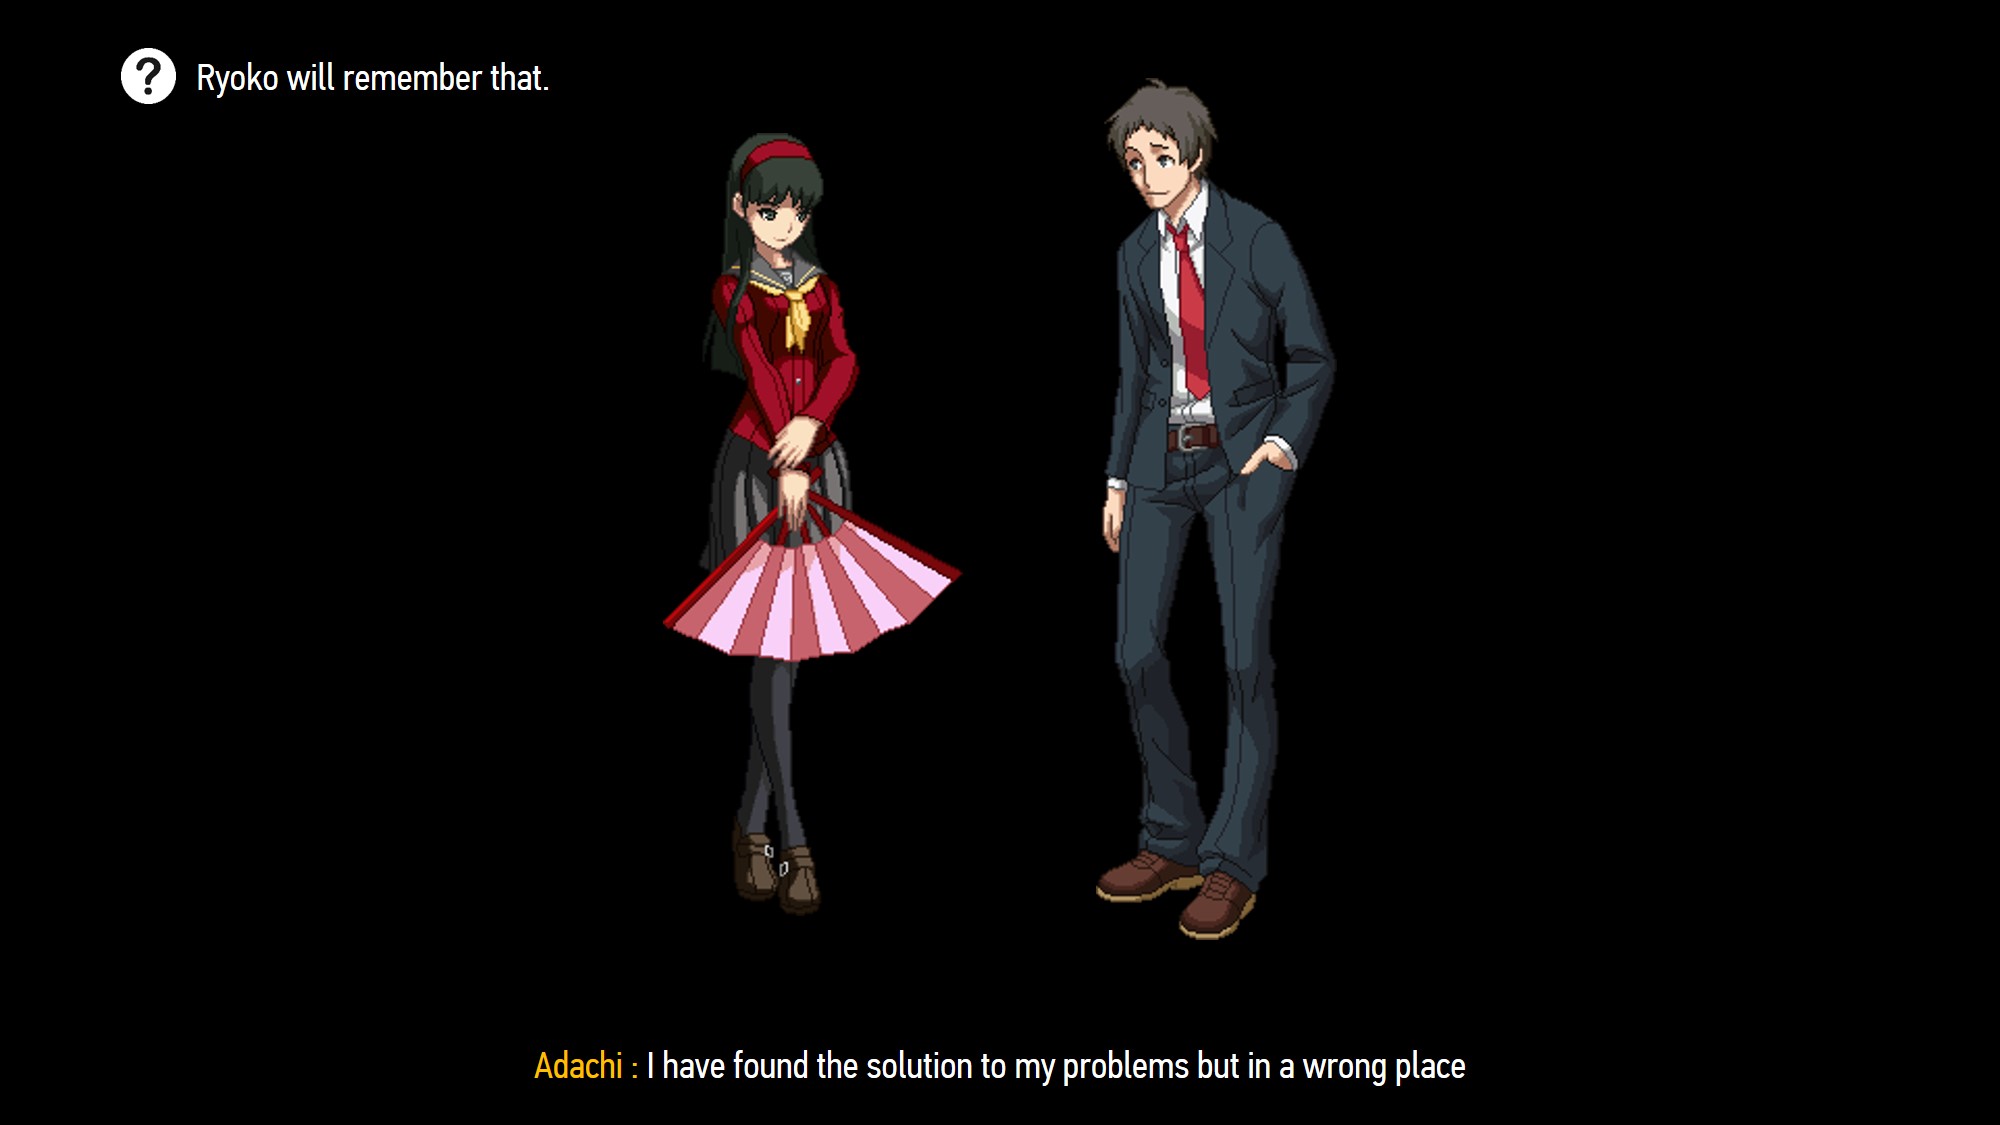 ? Ryoko will remember that.
Adachi : I have found the solution to my problems but in a wrong place